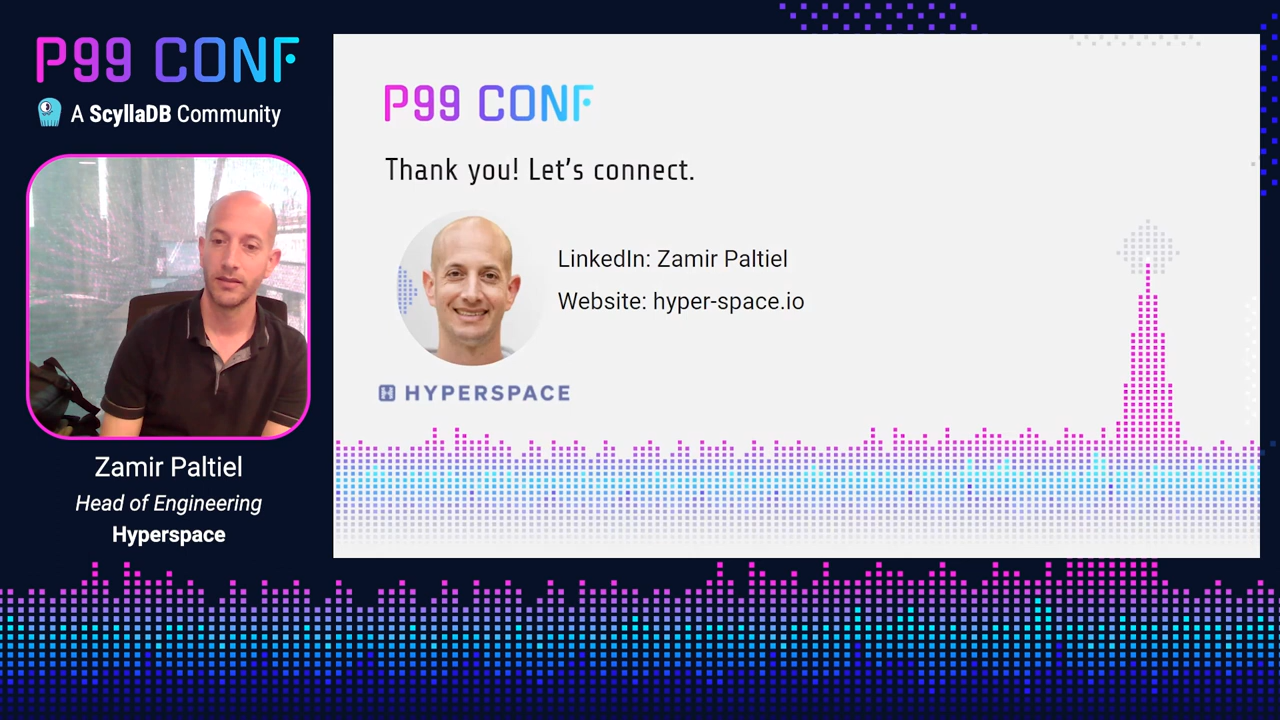 P99 CONF
A ScyllaDB Community
Zamir Paltiel
Head of Engineering
Hyperspace
P99 CONF
Thank you! Let’s connect.
LinkedIn: Zamir Paltiel
Website: hyper-space.io
HYPERSPACE